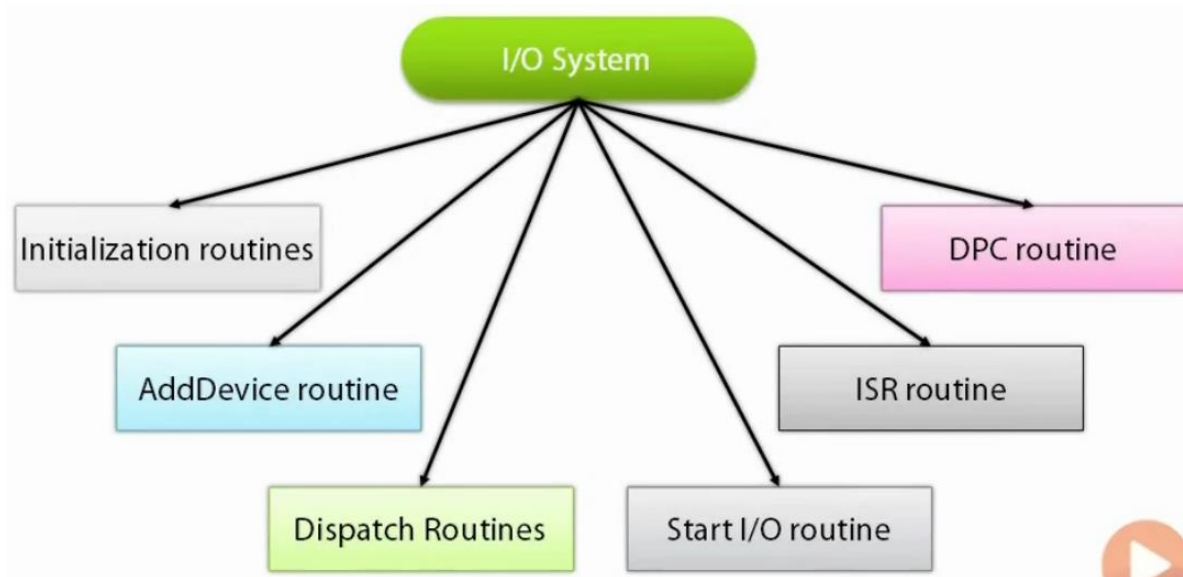 I/O System
Initialization routines
DPC routine
AddDevice routine
ISR routine
Dispatch Routines
Start I/O routine